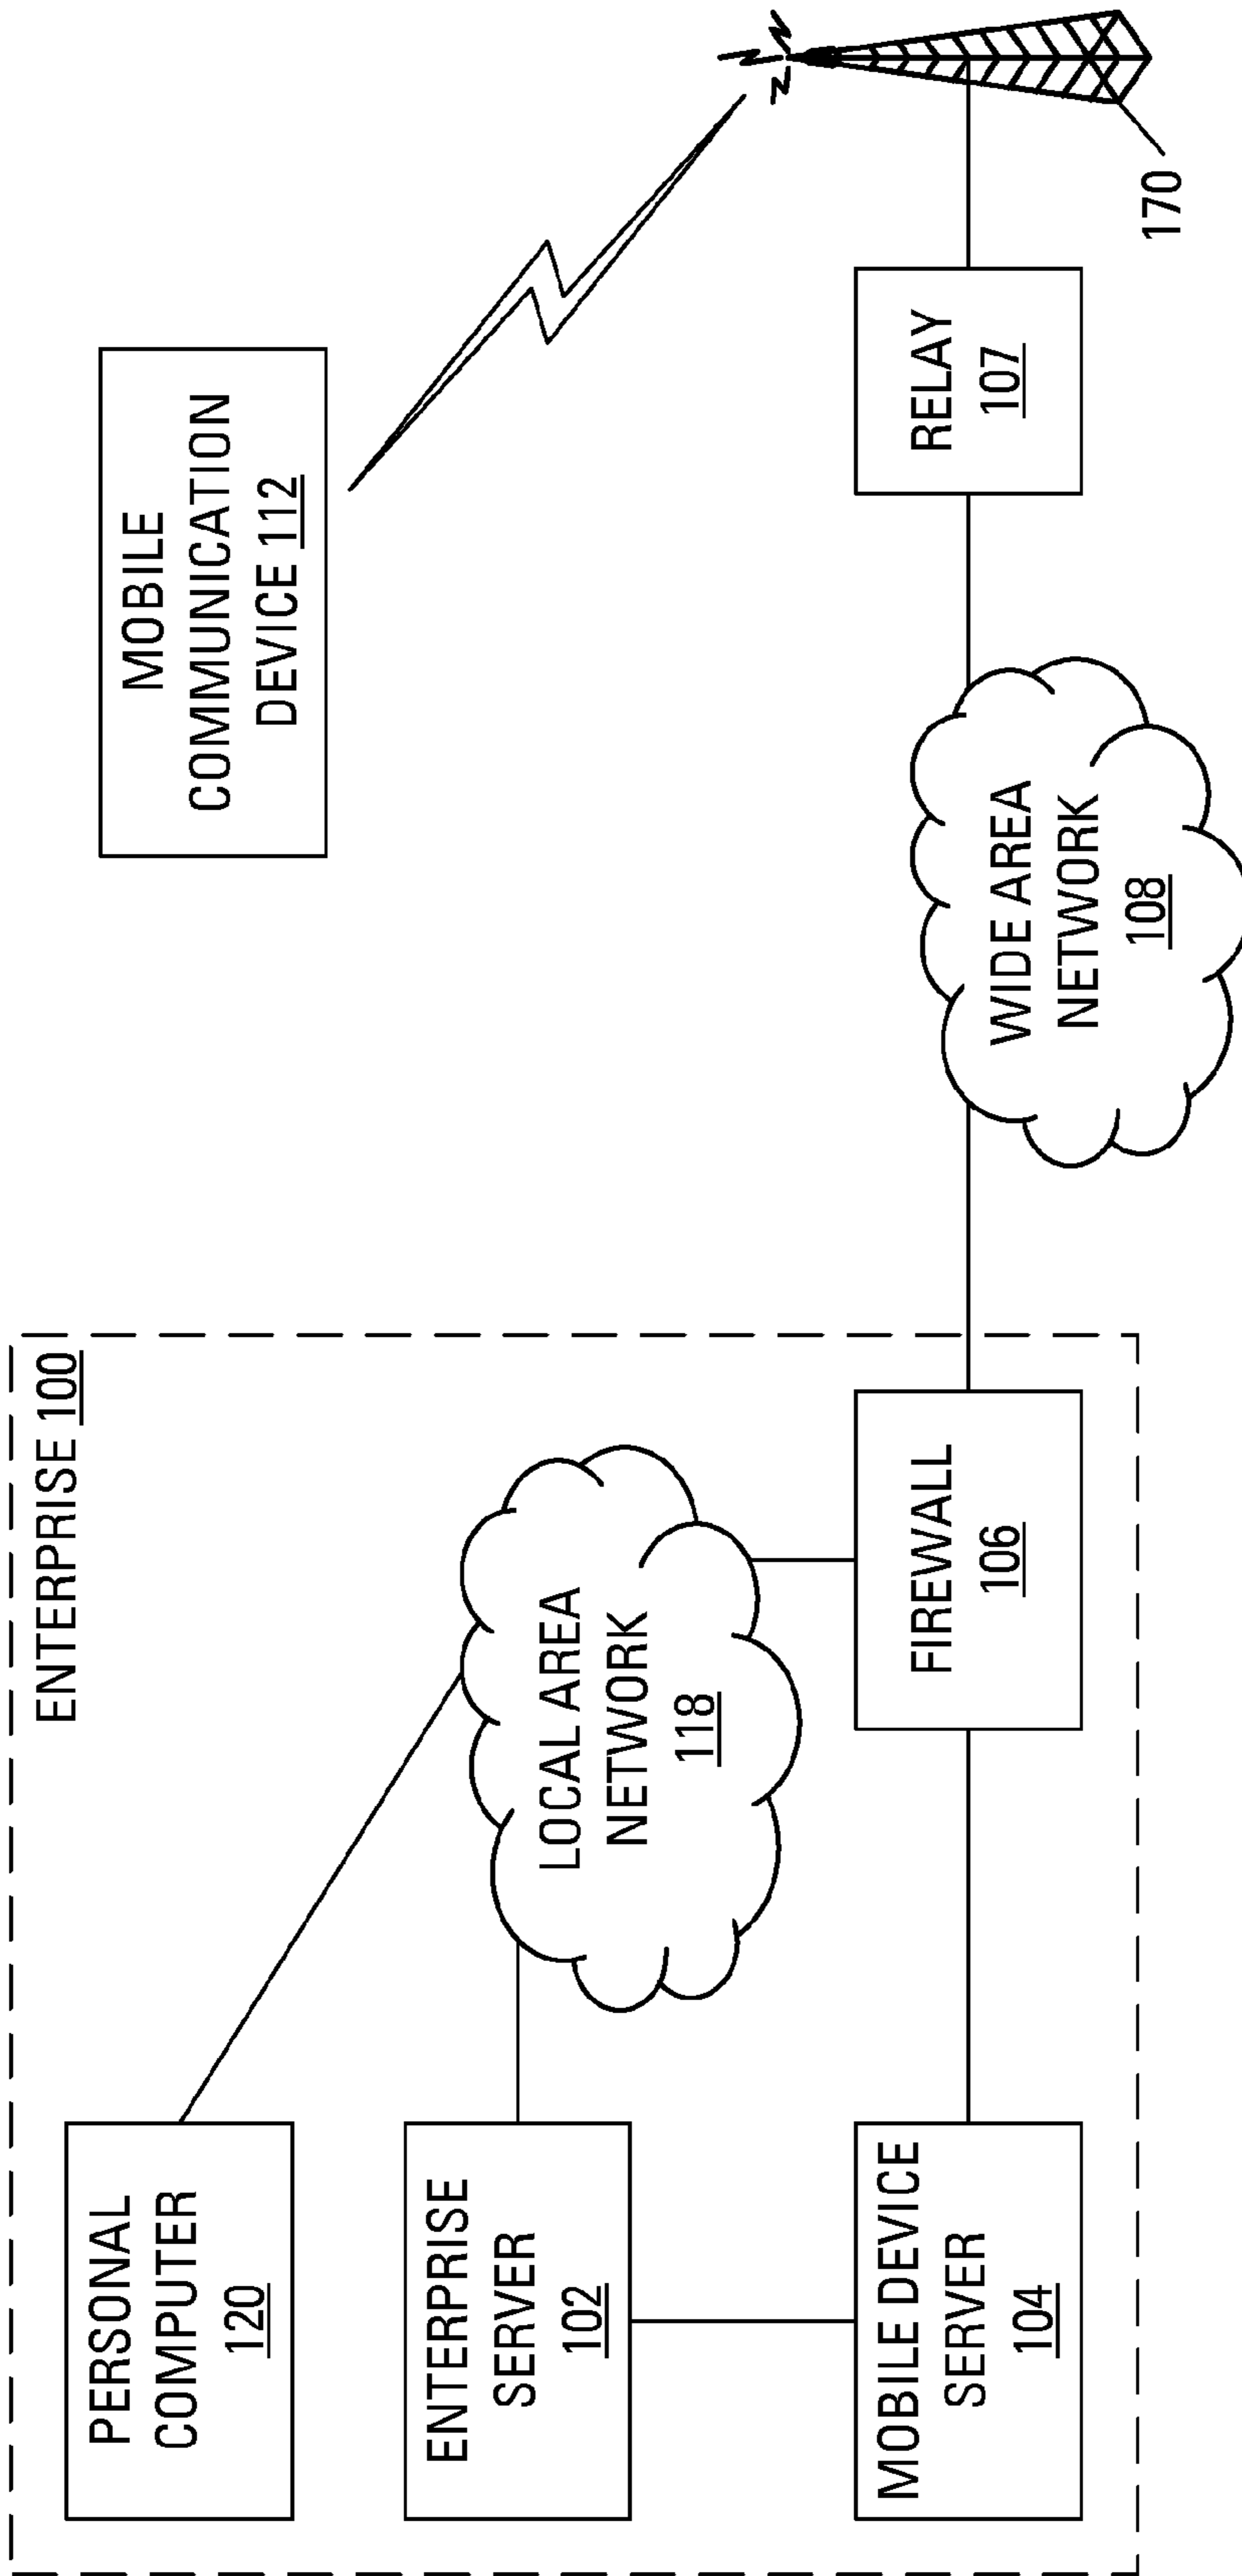 ENTERPRISE 100
PERSONAL
COMPUTER
120
ENTERPRISE
SERVER
102
MOBILE DEVICE
SERVER
104
LOCAL AREA
NETWORK
118
FIREWALL
106
WIDE AREA
NETWORK
108
MOBILE
COMMUNICATION
DEVICE 112
RELAY
107
170